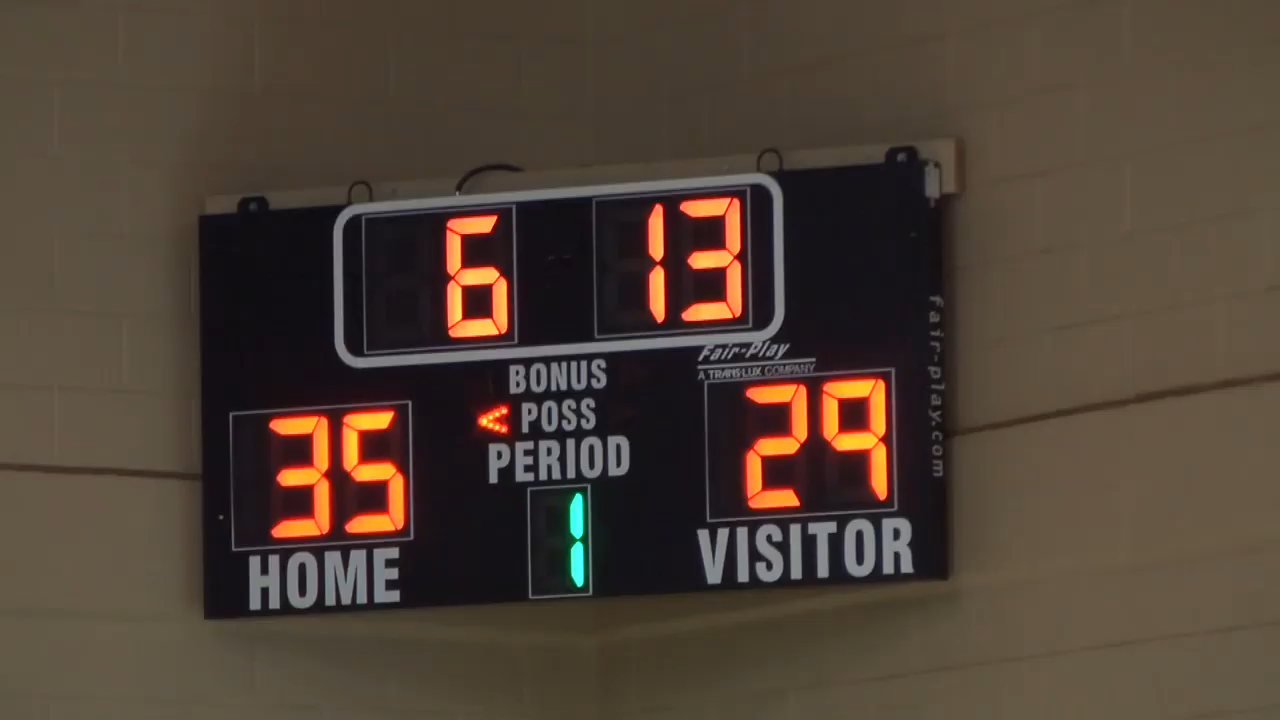 6 13
Fair-Play
A TRANS-LUX COMPANY
fair-play.com
BONUS
< POSS
PERIOD
35 1 29
HOME VISITOR